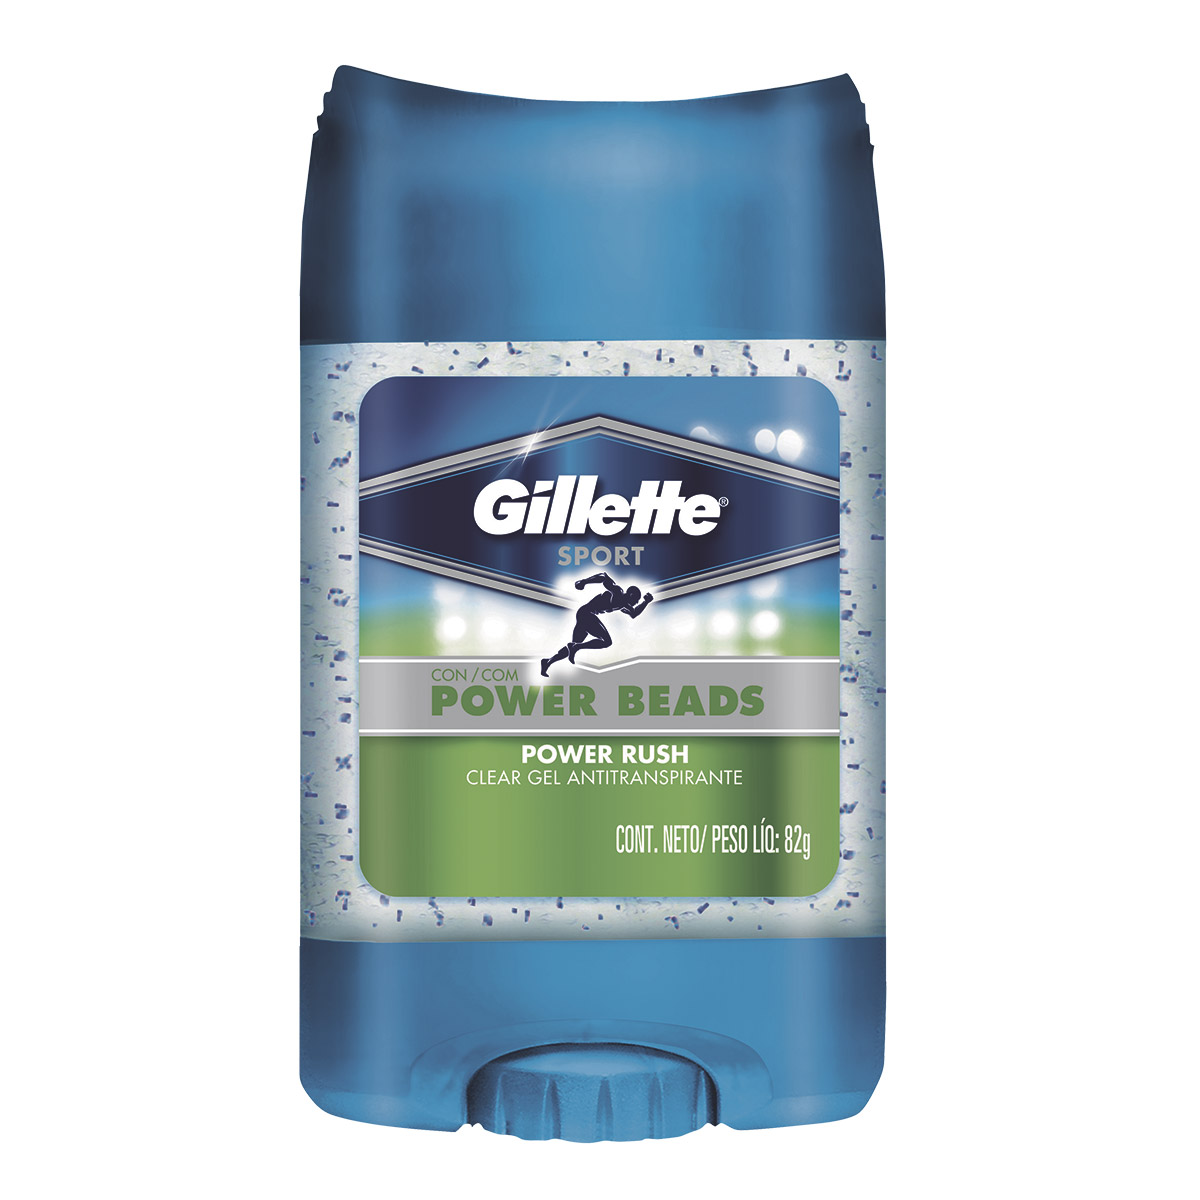 Gillette®
SPORT
CON / COM
POWER BEADS
POWER RUSH
CLEAR GEL ANTITRANSPIRANTE
CONT. NETO/ PESO LÍQ: 82g